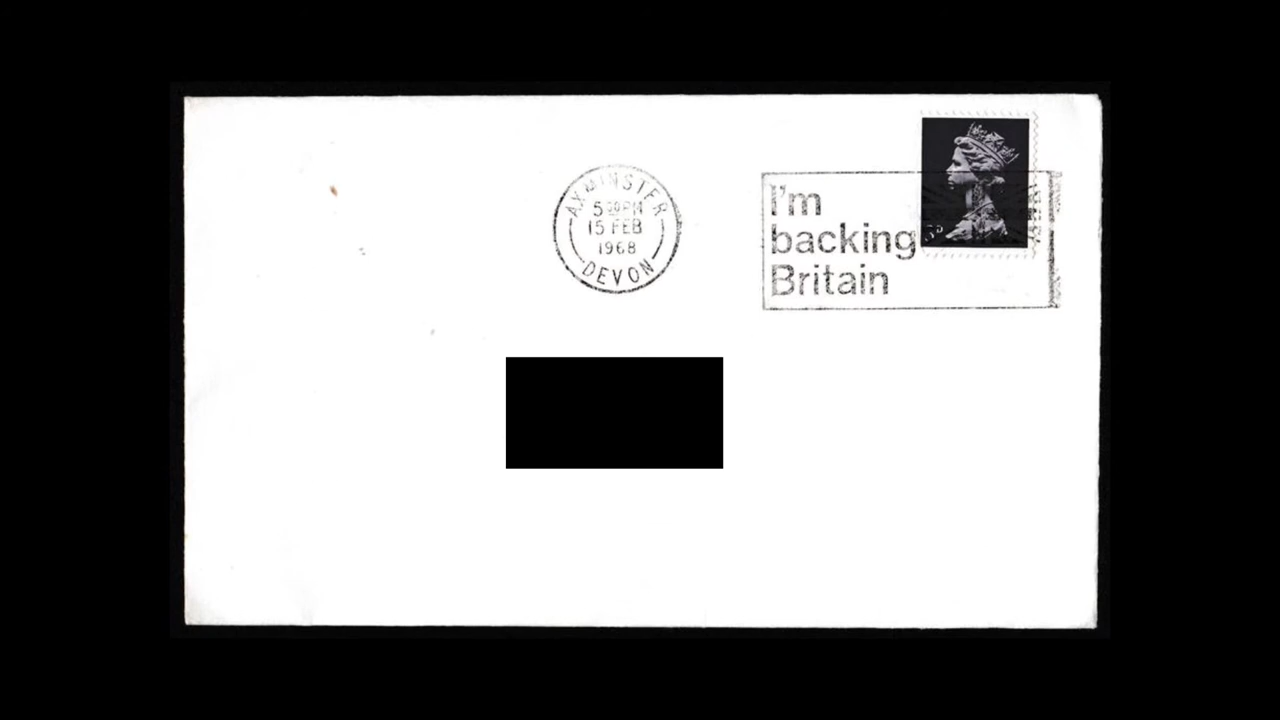 AXMINSTER
5 00 PM
15 FEB
1968
DEVON
I'm
backing
Britain